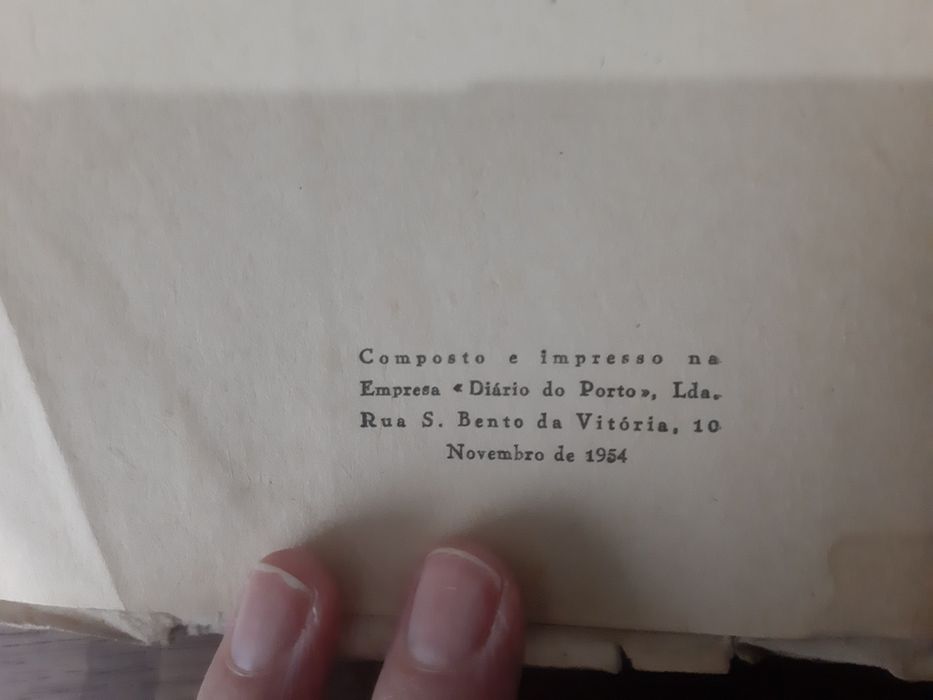 Composto e impresso na
Empresa «Diário do Porto», Lda.
Rua S. Bento da Vitória, 10
Novembro de 1954